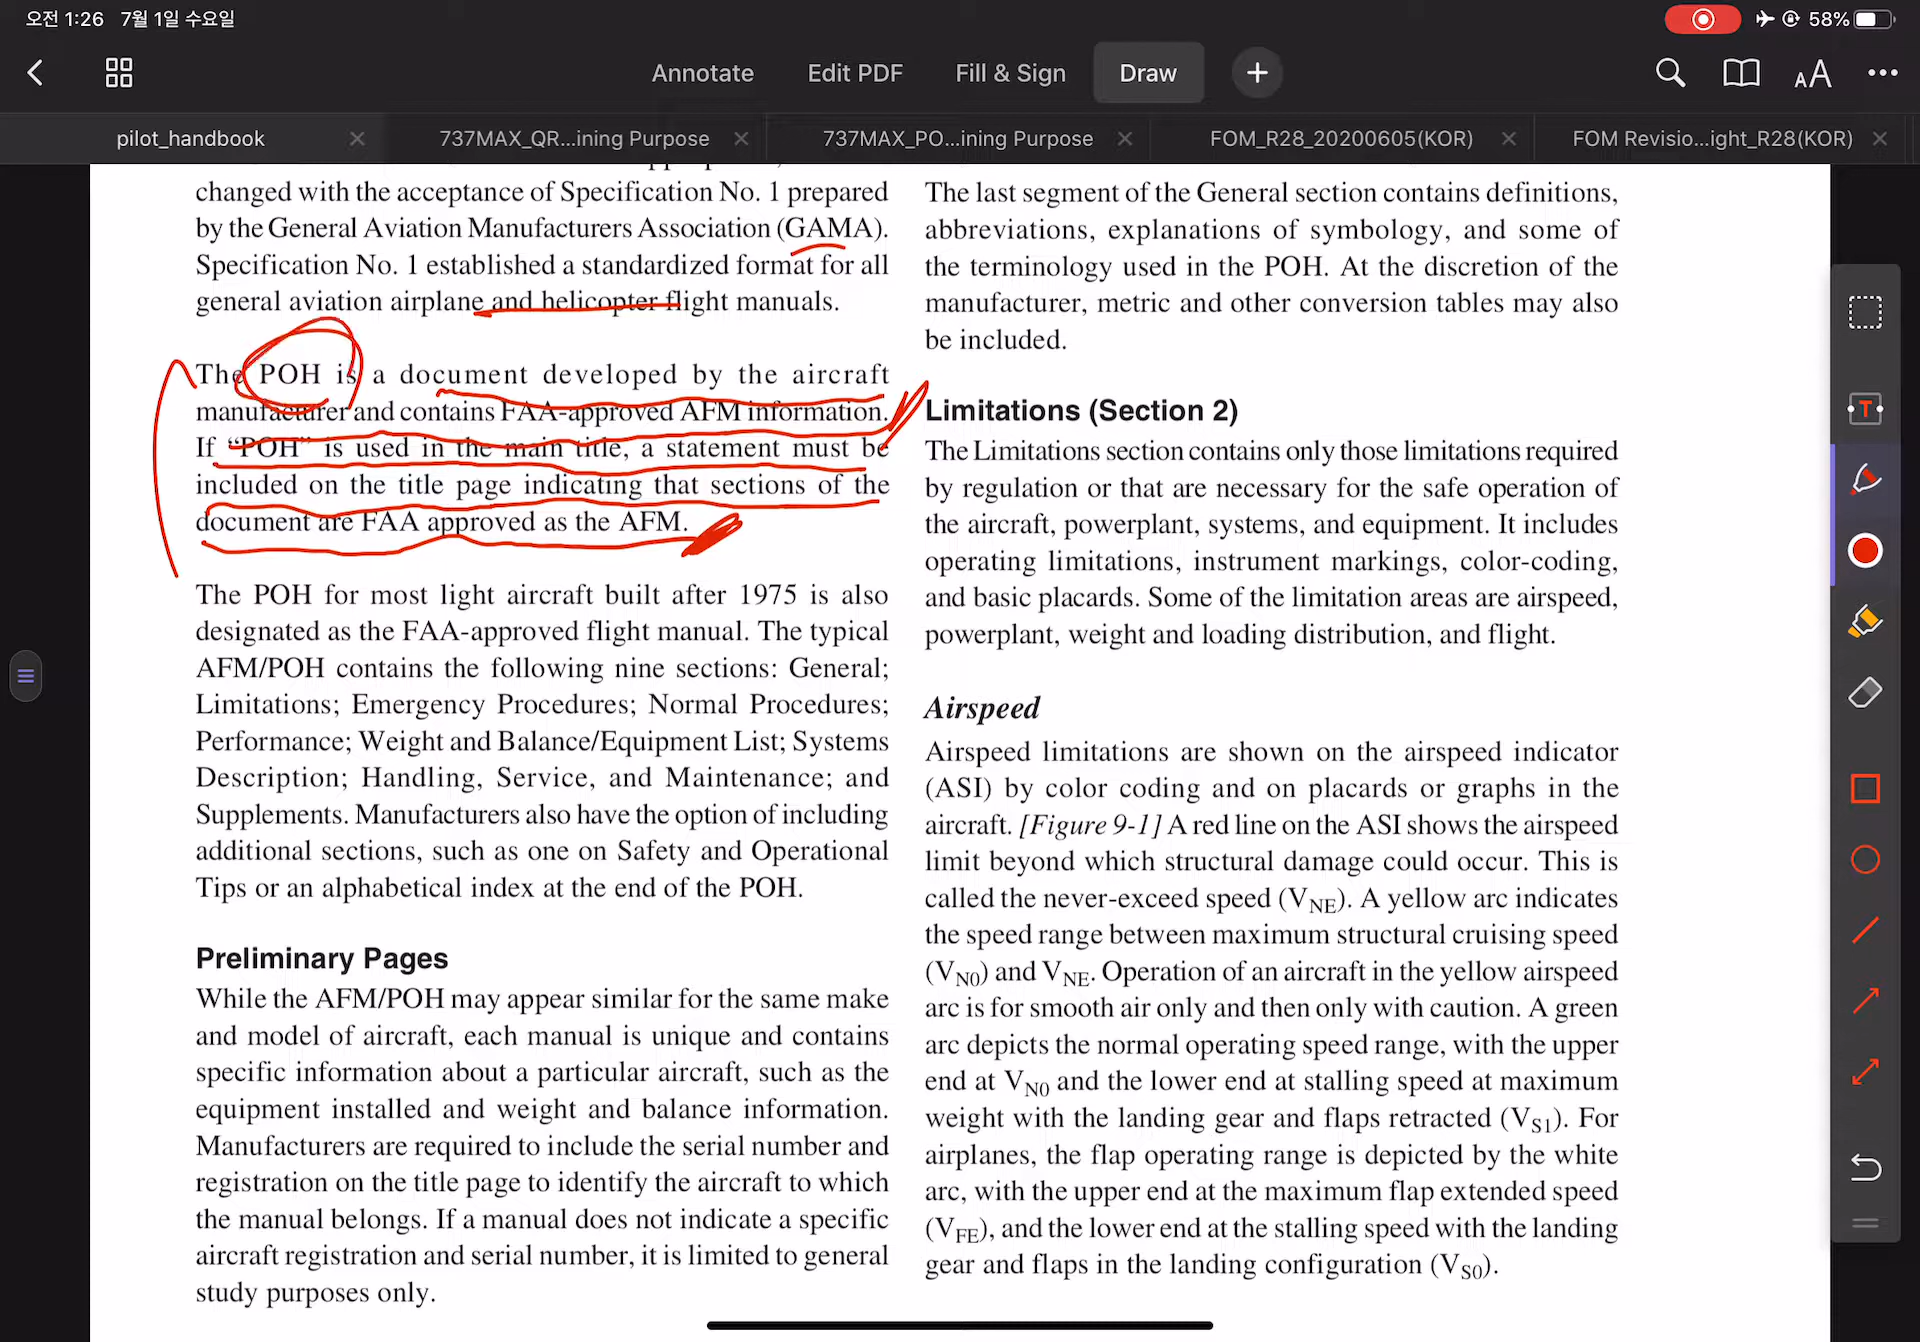 오전 1:26 7월 1일 수요일
58%
Annotate Edit PDF Fill & Sign Draw
AA
pilot_handbook
737MAX_QR...ining Purpose
737MAX_PO...ining Purpose
FOM_R28_20200605(KOR)
FOM Revisio...ight_R28(KOR)
changed with the acceptance of Specification No. 1 prepared
by the General Aviation Manufacturers Association (GAMA).
Specification No. 1 established a standardized format for all
general aviation airplane and helicopter flight manuals.
The POH is a document developed by the aircraft
manufacturer and contains FAA-approved AFM information.
If “POH” is used in the main title, a statement must be
included on the title page indicating that sections of the
document are FAA approved as the AFM.
The POH for most light aircraft built after 1975 is also
designated as the FAA-approved flight manual. The typical
AFM/POH contains the following nine sections: General;
Limitations; Emergency Procedures; Normal Procedures;
Performance; Weight and Balance/Equipment List; Systems
Description; Handling, Service, and Maintenance; and
Supplements. Manufacturers also have the option of including
additional sections, such as one on Safety and Operational
Tips or an alphabetical index at the end of the POH.
Preliminary Pages
While the AFM/POH may appear similar for the same make
and model of aircraft, each manual is unique and contains
specific information about a particular aircraft, such as the
equipment installed and weight and balance information.
Manufacturers are required to include the serial number and
registration on the title page to identify the aircraft to which
the manual belongs. If a manual does not indicate a specific
aircraft registration and serial number, it is limited to general
study purposes only.
The last segment of the General section contains definitions,
abbreviations, explanations of symbology, and some of
the terminology used in the POH. At the discretion of the
manufacturer, metric and other conversion tables may also
be included.
Limitations (Section 2)
The Limitations section contains only those limitations required
by regulation or that are necessary for the safe operation of
the aircraft, powerplant, systems, and equipment. It includes
operating limitations, instrument markings, color-coding,
and basic placards. Some of the limitation areas are airspeed,
powerplant, weight and loading distribution, and flight.
Airspeed
Airspeed limitations are shown on the airspeed indicator
(ASI) by color coding and on placards or graphs in the
aircraft. [Figure 9-1] A red line on the ASI shows the airspeed
limit beyond which structural damage could occur. This is
called the never-exceed speed (VNE). A yellow arc indicates
the speed range between maximum structural cruising speed
(VN0) and VNE. Operation of an aircraft in the yellow airspeed
arc is for smooth air only and then only with caution. A green
arc depicts the normal operating speed range, with the upper
end at VN0 and the lower end at stalling speed at maximum
weight with the landing gear and flaps retracted (VS1). For
airplanes, the flap operating range is depicted by the white
arc, with the upper end at the maximum flap extended speed
(VFE), and the lower end at the stalling speed with the landing
gear and flaps in the landing configuration (VS0).
T